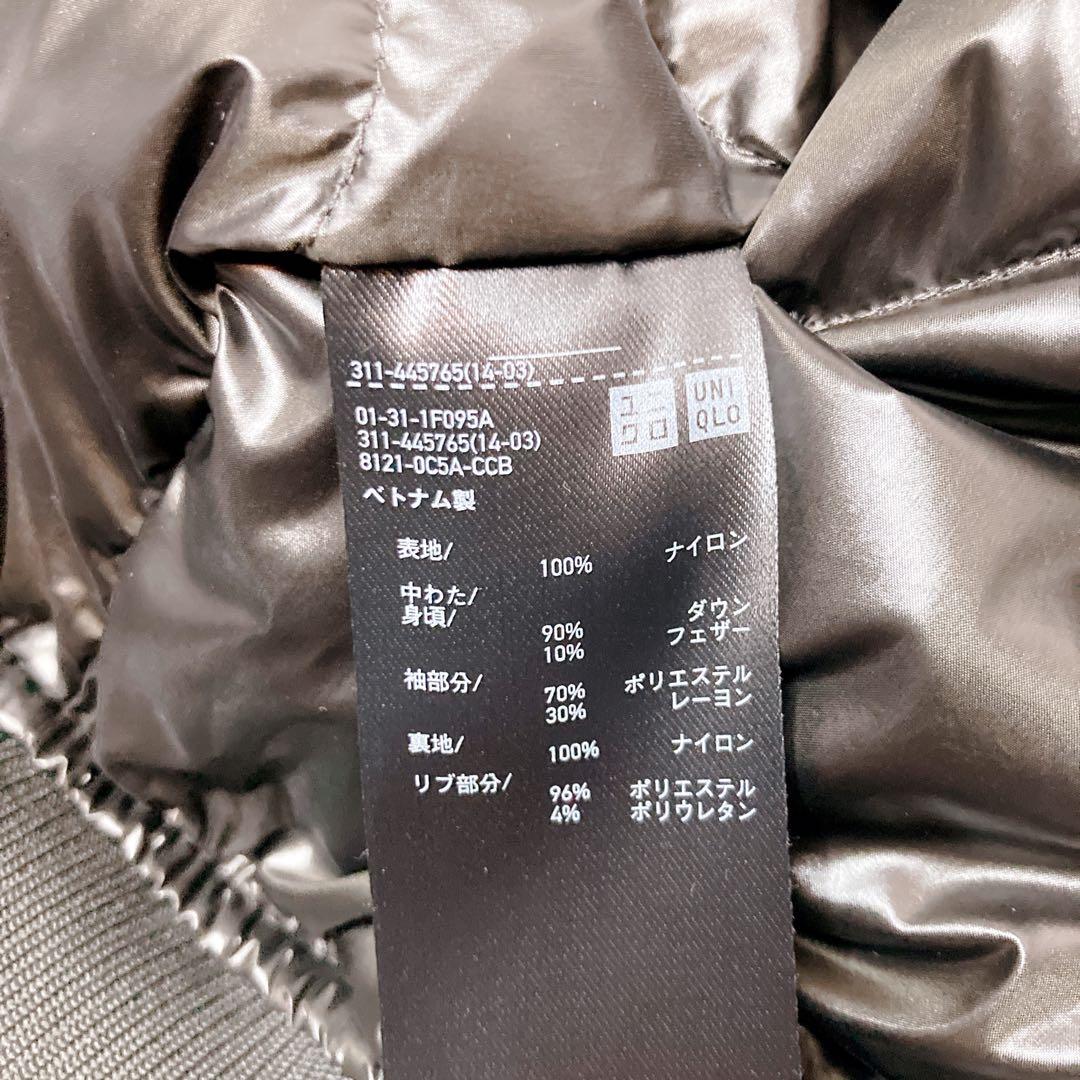 311-445765(14-03)
01-31-1F095A
311-445765(14-03)
8121-0C5A-CCB
ユニ
クロ
UNI
QLO
ベトナム製
表地/
100% ナイロン
中わた/
身頃/
90% ダウン
10% フェザー
袖部分/
70% ポリエステル
30% レーヨン
裏地/
100% ナイロン
リブ部分/
96% ポリエステル
4% ポリウレタン